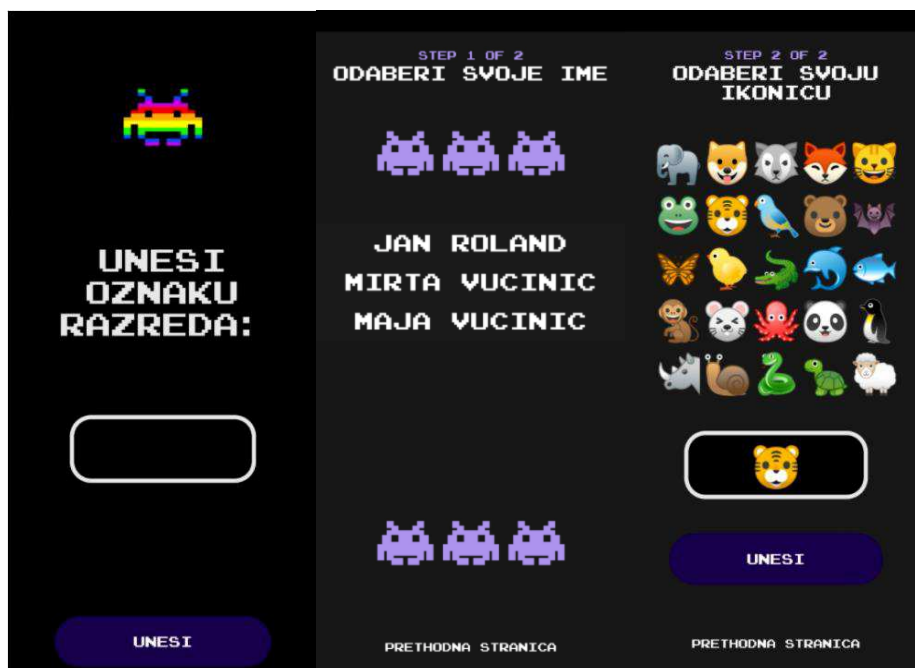 UNESI
OZNAKU
RAZREDA:
UNESI
STEP 1 OF 2
ODABERI SVOJE IME
JAN ROLAND
MIRTA VUCINIC
MAJA VUCINIC
PRETHODNA STRANICA
STEP 2 OF 2
ODABERI SVOJU
IKONICU
UNESI
PRETHODNA STRANICA